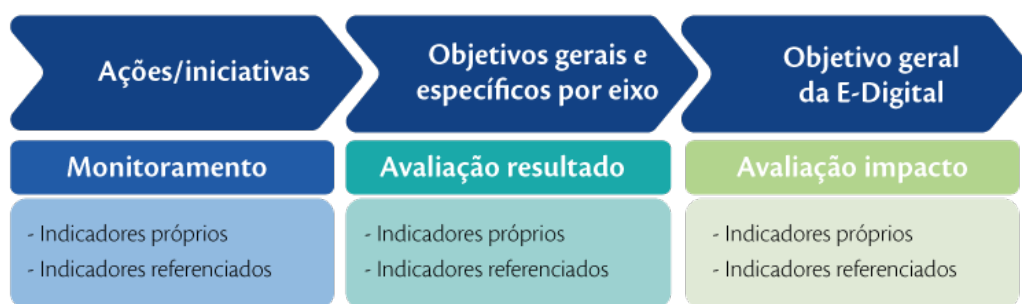 Ações/iniciativas
Objetivos gerais e
específicos por eixo
Objetivo geral
da E-Digital
Monitoramento
Avaliação resultado
Avaliação impacto
- Indicadores próprios
- Indicadores referenciados
- Indicadores próprios
- Indicadores referenciados
- Indicadores próprios
- Indicadores referenciados